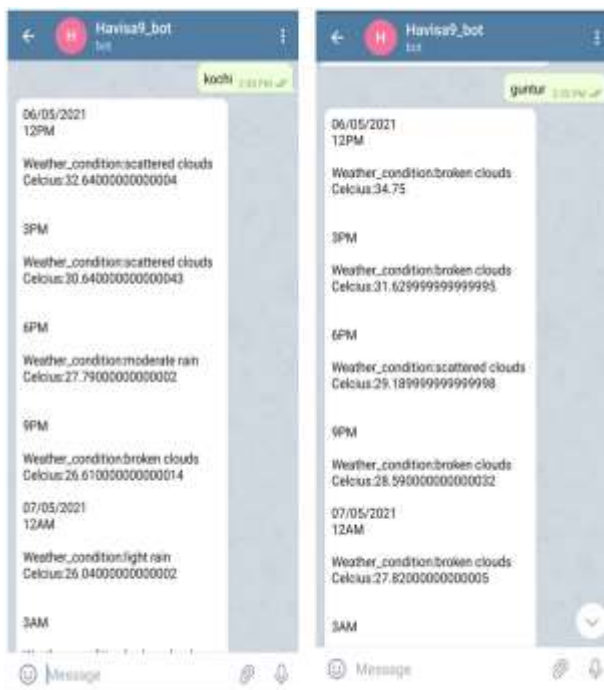 Havisa9_bot
bot
kochi
06/05/2021
12PM
Weather_condition:scattered clouds
Celcius:32.64000000000004
3PM
Weather_condition:scattered clouds
Celcius:30.640000000000043
6PM
Weather_condition:moderate rain
Celcius:27.79000000000002
9PM
Weather_condition:broken clouds
Celcius:26.610000000000014
07/05/2021
12AM
Weather_condition:light rain
Celcius:26.04000000000002
3AM
Message
H
Havisa9_bot
bot
guntur
06/05/2021
12PM
Weather_condition:broken clouds
Celcius:34.75
3PM
Weather_condition:broken clouds
Celcius:31.629999999999995
6PM
Weather_condition:scattered clouds
Celcius:29.189999999999998
9PM
Weather_condition:broken clouds
Celcius:28.590000000000032
07/05/2021
12AM
Weather_condition:broken clouds
Celcius:27.82000000000005
3AM
Message